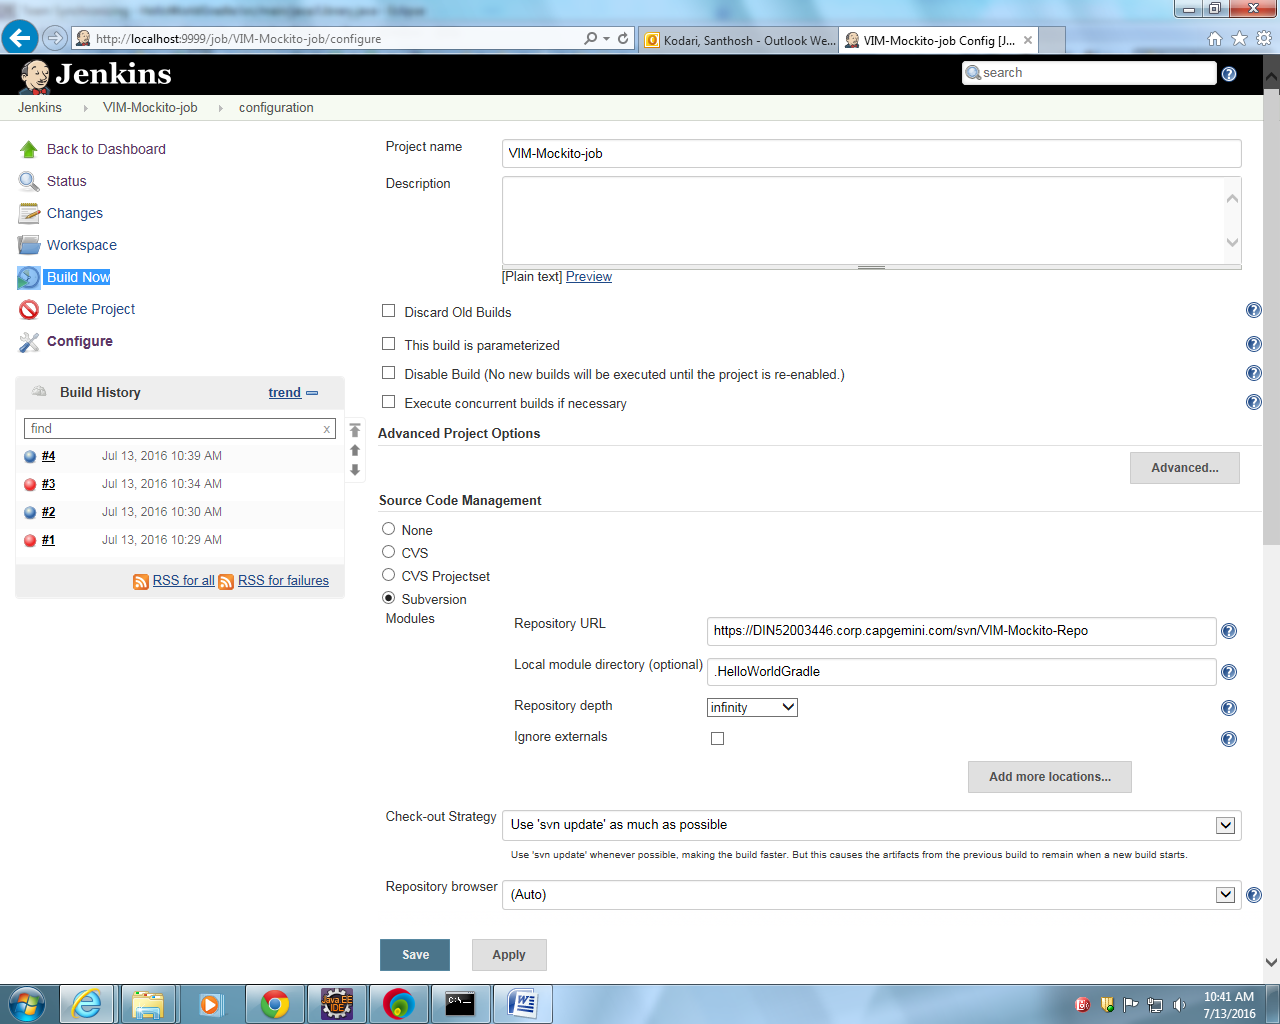 http://localhost:9999/job/VIM-Mockito-job/configure
Kodari, Santhosh - Outlook We...
VIM-Mockito-job Config [J...
Jenkins
search
Jenkins
VIM-Mockito-job
configuration
Back to Dashboard
Status
Changes
Workspace
Build Now
Delete Project
Configure
Build History
trend
find
x
#4 Jul 13, 2016 10:39 AM
#3 Jul 13, 2016 10:34 AM
#2 Jul 13, 2016 10:30 AM
#1 Jul 13, 2016 10:29 AM
RSS for all RSS for failures
Project name
VIM-Mockito-job
Description
[Plain text] Preview
Discard Old Builds
This build is parameterized
Disable Build (No new builds will be executed until the project is re-enabled.)
Execute concurrent builds if necessary
Advanced Project Options
Advanced...
Source Code Management
None
CVS
CVS Projectset
Subversion
Modules
Repository URL
https://DIN52003446.corp.capgemini.com/svn/VIM-Mockito-Repo
Local module directory (optional)
.HelloWorldGradle
Repository depth
infinity
Ignore externals
Add more locations...
Check-out Strategy
Use 'svn update' as much as possible
Use 'svn update' whenever possible, making the build faster. But this causes the artifacts from the previous build to remain when a new build starts.
Repository browser
(Auto)
Save
Apply
Java EE
IDE
C:\_
10:41 AM
7/13/2016